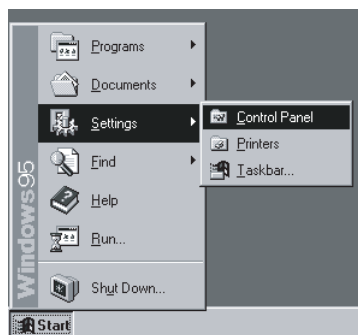 Programs
Documents
Settings
Find
Help
Run...
Shut Down...
Control Panel
Printers
Taskbar...
Windows95
Start